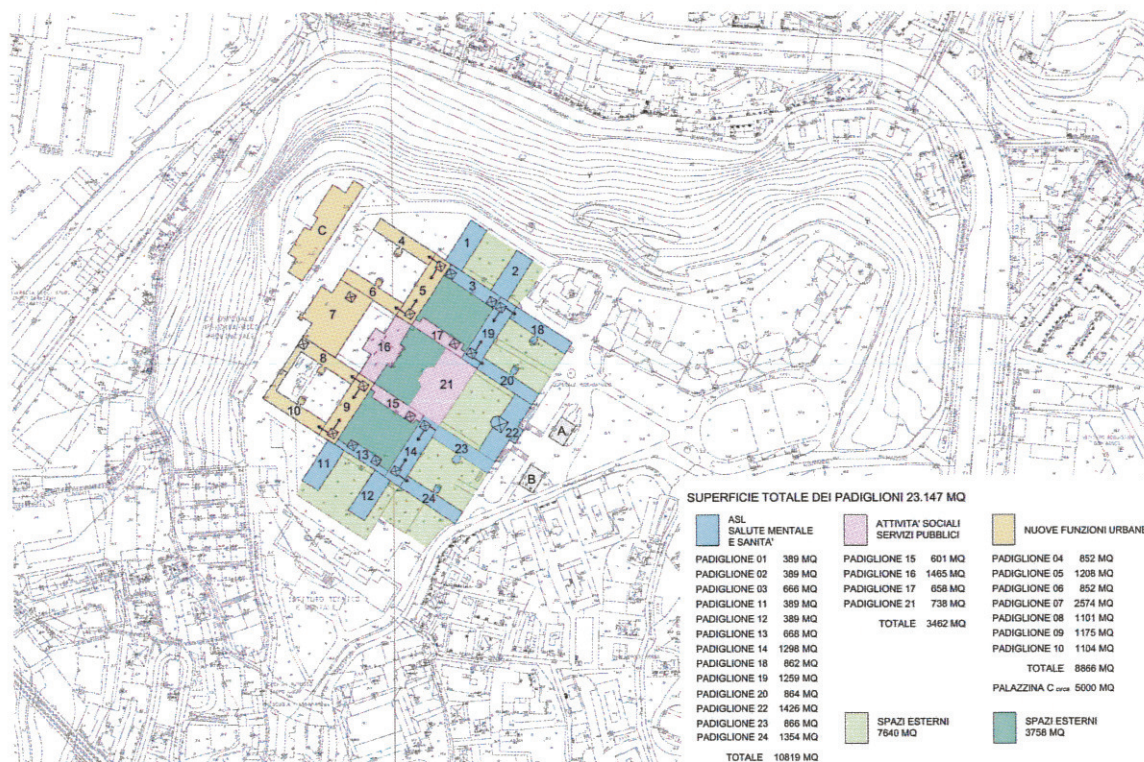 C
4
1
2
5
3
6
7
19
18
17
16
20
8
21
15
9
10
A
22
23
14
13
B
11
24
12
SUPERFICIE TOTALE DEI PADIGLIONI 23.147 MQ
ASL
SALUTE MENTALE
E SANITA'
PADIGLIONE 01 389 MQ
PADIGLIONE 02 389 MQ
PADIGLIONE 03 666 MQ
PADIGLIONE 11 389 MQ
PADIGLIONE 12 389 MQ
PADIGLIONE 13 668 MQ
PADIGLIONE 14 1298 MQ
PADIGLIONE 18 862 MQ
PADIGLIONE 19 1259 MQ
PADIGLIONE 20 864 MQ
PADIGLIONE 22 1426 MQ
PADIGLIONE 23 866 MQ
PADIGLIONE 24 1354 MQ
TOTALE 10819 MQ
ATTIVITA' SOCIALI
SERVIZI PUBBLICI
PADIGLIONE 15 601 MQ
PADIGLIONE 16 1465 MQ
PADIGLIONE 17 658 MQ
PADIGLIONE 21 738 MQ
TOTALE 3462 MQ
SPAZI ESTERNI
7640 MQ
NUOVE FUNZIONI URBANE
PADIGLIONE 04 852 MQ
PADIGLIONE 05 1208 MQ
PADIGLIONE 06 852 MQ
PADIGLIONE 07 2574 MQ
PADIGLIONE 08 1101 MQ
PADIGLIONE 09 1175 MQ
PADIGLIONE 10 1104 MQ
TOTALE 8866 MQ
PALAZZINA C circa 5000 MQ
SPAZI ESTERNI
3758 MQ